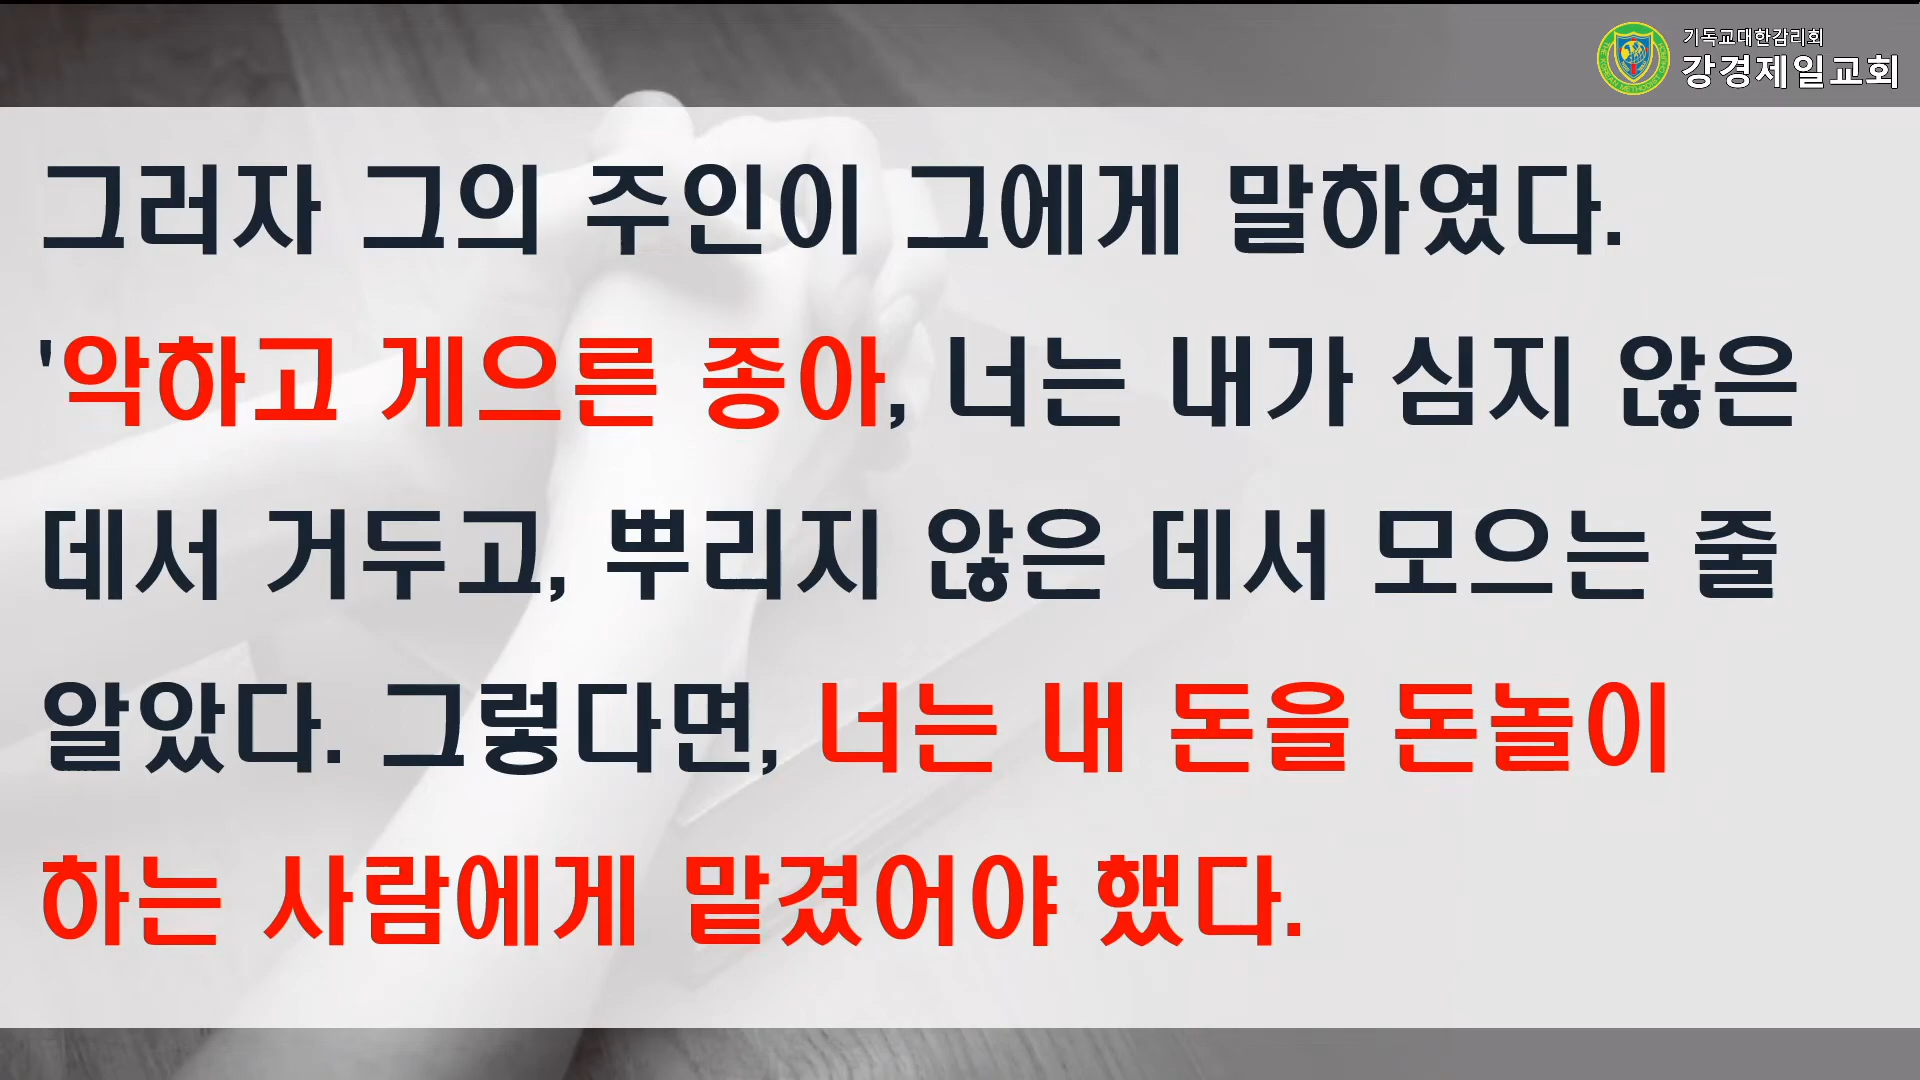 기독교대한감리회
강경제일교회
그러자 그의 주인이 그에게 말하였다.
'악하고 게으른 종아, 너는 내가 심지 않은
데서 거두고, 뿌리지 않은 데서 모으는 줄
알았다. 그렇다면, 너는 내 돈을 돈놀이
하는 사람에게 맡겼어야 했다.